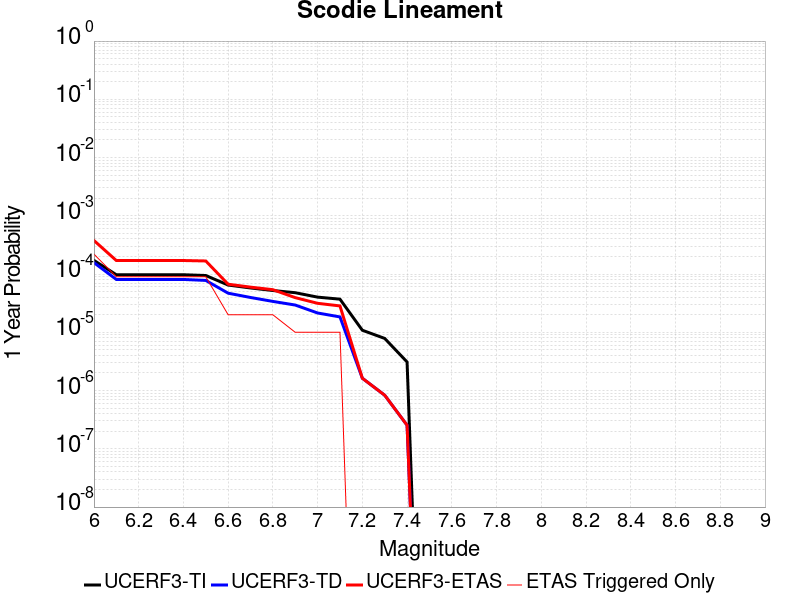 Scodie Lineament
10^0
10^-1
10^-2
10^-3
10^-4
10^-5
10^-6
10^-7
10^-8
1 Year Probability
6 6.2 6.4 6.6 6.8 7 7.2 7.4 7.6 7.8 8 8.2 8.4 8.6 8.8 9
Magnitude
UCERF3-TI UCERF3-TD UCERF3-ETAS ETAS Triggered Only